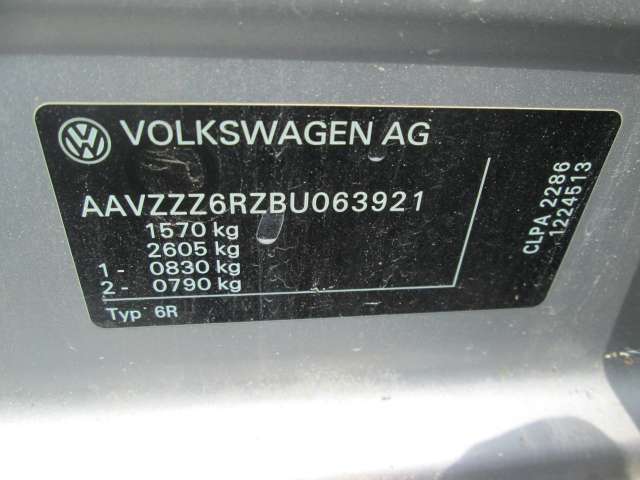 VOLKSWAGEN AG
AAVZZZ6RZBU063921
1570 kg
2605 kg
1- 0830 kg
2- 0790 kg
Typ 6R
CLPA 2286
1224513